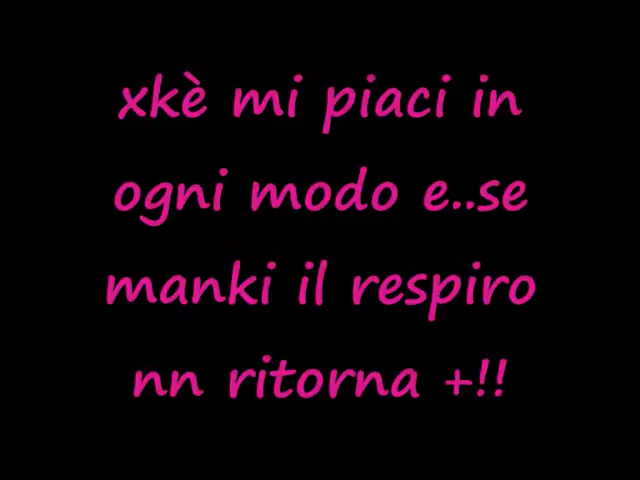 xkè mi piaci in
ogni modo e..se
manki il respiro
nn ritorna +!!